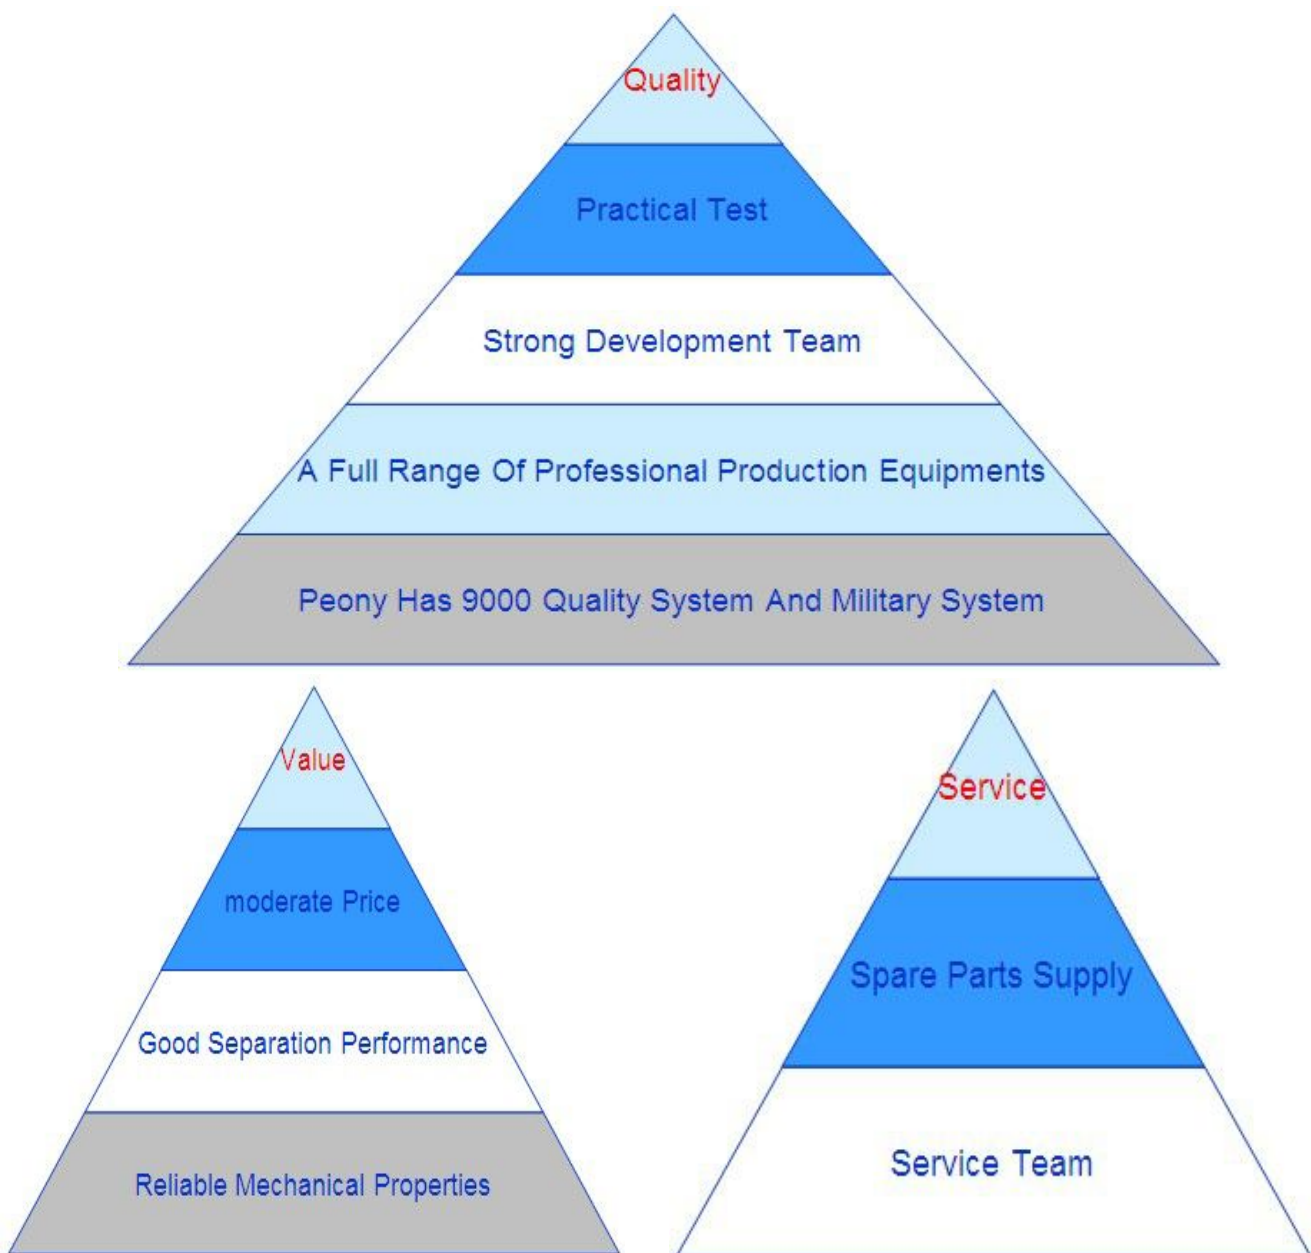 Quality
Practical Test
Strong Development Team
A Full Range Of Professional Production Equipments
Peony Has 9000 Quality System And Military System
Value
moderate Price
Good Separation Performance
Reliable Mechanical Properties
Service
Spare Parts Supply
Service Team